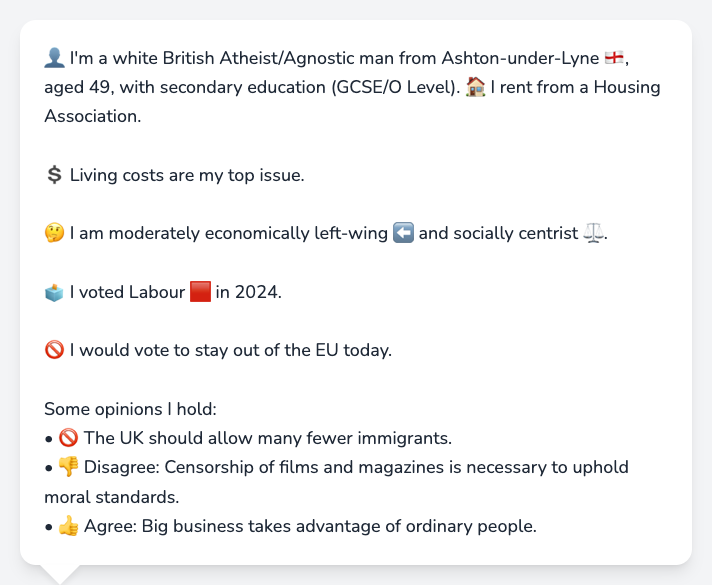 👤 I'm a white British Atheist/Agnostic man from Ashton-under-Lyne 🏴󠁧󠁢󠁥󠁮󠁧󠁿,
aged 49, with secondary education (GCSE/O Level). 🏠 I rent from a Housing
Association.
💲 Living costs are my top issue.
🤔 I am moderately economically left-wing ⬅️ and socially centrist ⚖️.
🗳️ I voted Labour 🟥 in 2024.
🚫 I would vote to stay out of the EU today.
Some opinions I hold:
• 🚫 The UK should allow many fewer immigrants.
• 👎 Disagree: Censorship of films and magazines is necessary to uphold
moral standards.
• 👍 Agree: Big business takes advantage of ordinary people.